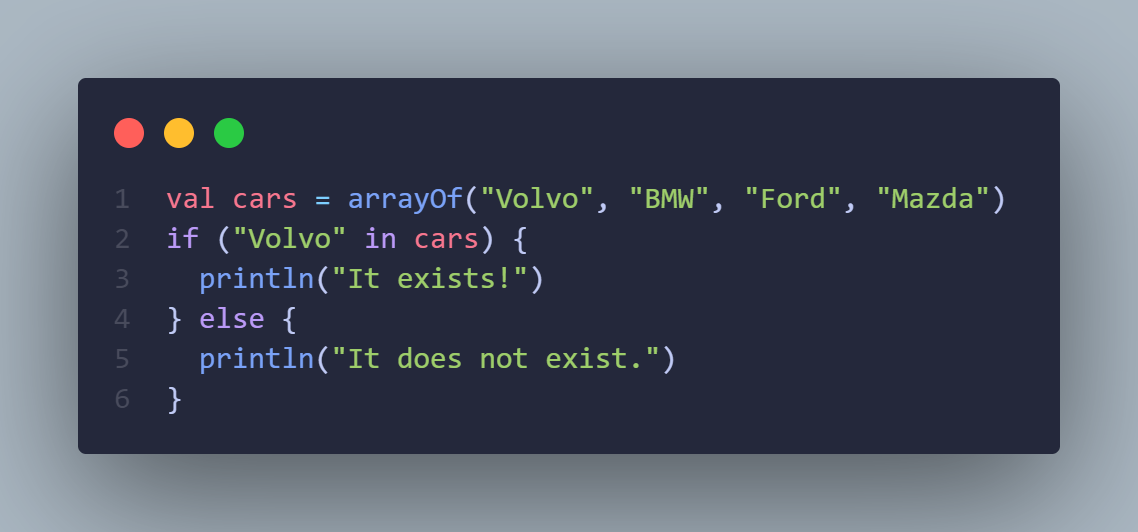 1 val cars = arrayOf("Volvo", "BMW", "Ford", "Mazda")
2 if ("Volvo" in cars) {
3   println("It exists!")
4 } else {
5   println("It does not exist.")
6 }